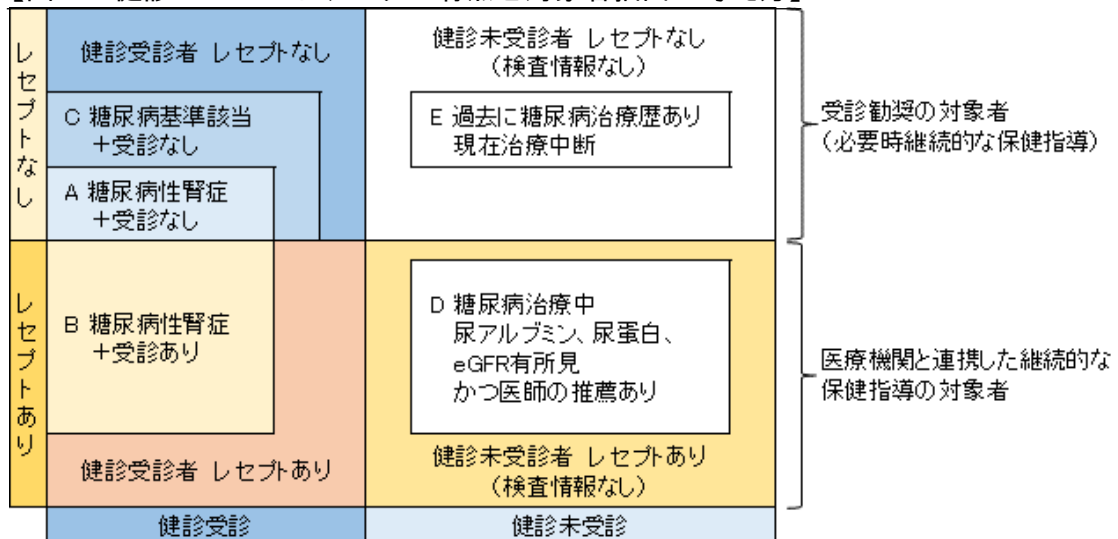 レセプトなし
健診受診者 レセプトなし
C 糖尿病基準該当
+受診なし
A 糖尿病性腎症
+受診なし
健診未受診者 レセプトなし
(検査情報なし)
E 過去に糖尿病治療歴あり
現在治療中断
受診勧奨の対象者
(必要時継続的な保健指導)
レセプトあり
B 糖尿病性腎症
+受診あり
健診受診者 レセプトあり
D 糖尿病治療中
尿アルブミン、尿蛋白、
eGFR有所見
かつ医師の推薦あり
健診未受診者 レセプトあり
(検査情報なし)
医療機関と連携した継続的な
保健指導の対象者
健診受診
健診未受診